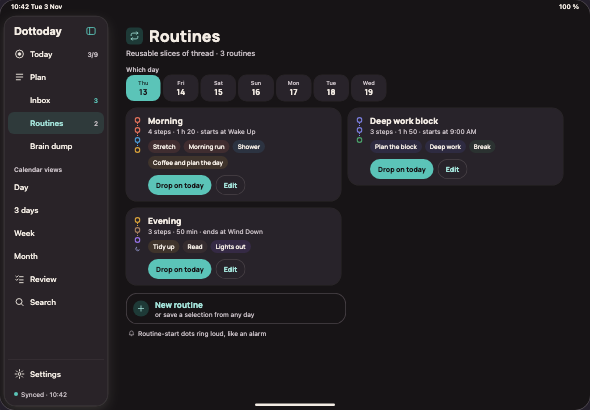 10:42 Tue 3 Nov
100 %
Dottoday
Today 3/9
Plan
Inbox 3
Routines 2
Brain dump
Calendar views
Day
3 days
Week
Month
Review
Search
Settings
Synced · 10:42
Routines
Reusable slices of thread · 3 routines
Which day
Thu Fri Sat Sun Mon Tue Wed
13 14 15 16 17 18 19
Morning
4 steps · 1 h 20 · starts at Wake Up
Stretch Morning run Shower
Coffee and plan the day
Drop on today Edit
Deep work block
3 steps · 1 h 50 · starts at 9:00 AM
Plan the block Deep work Break
Drop on today Edit
Evening
3 steps · 50 min · ends at Wind Down
Tidy up Read Lights out
Drop on today Edit
New routine
or save a selection from any day
Routine-start dots ring loud, like an alarm